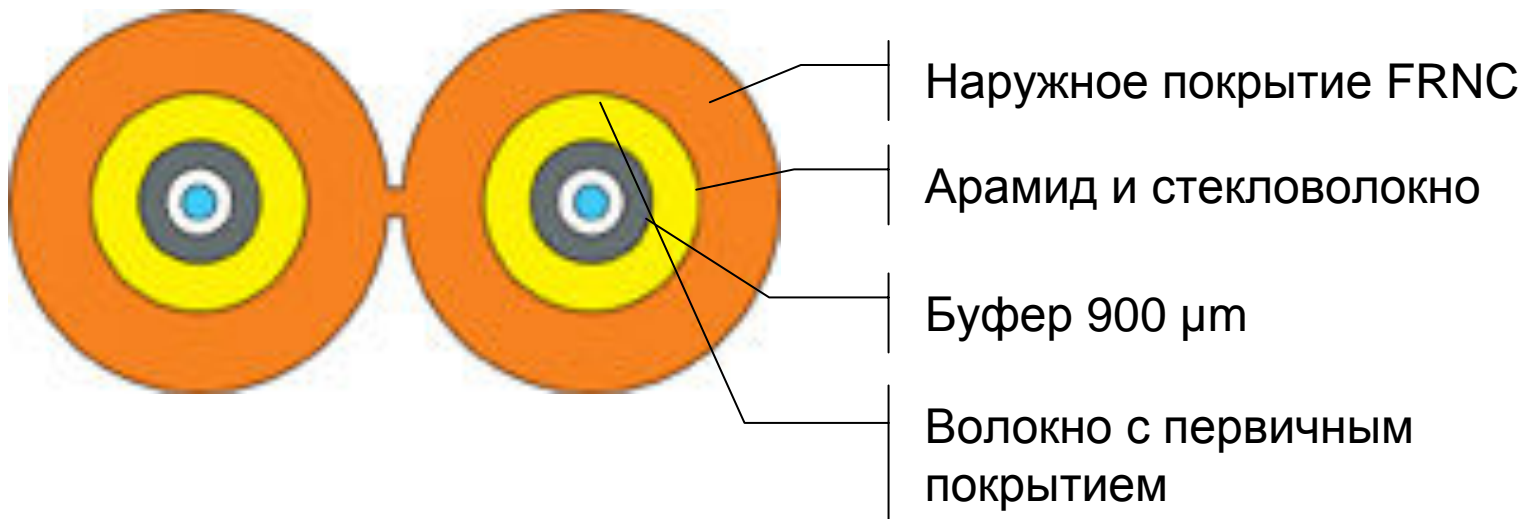 Наружное покрытие FRNC
Арамид и стекловолокно
Буфер 900 µm
Волокно с первичным
покрытием